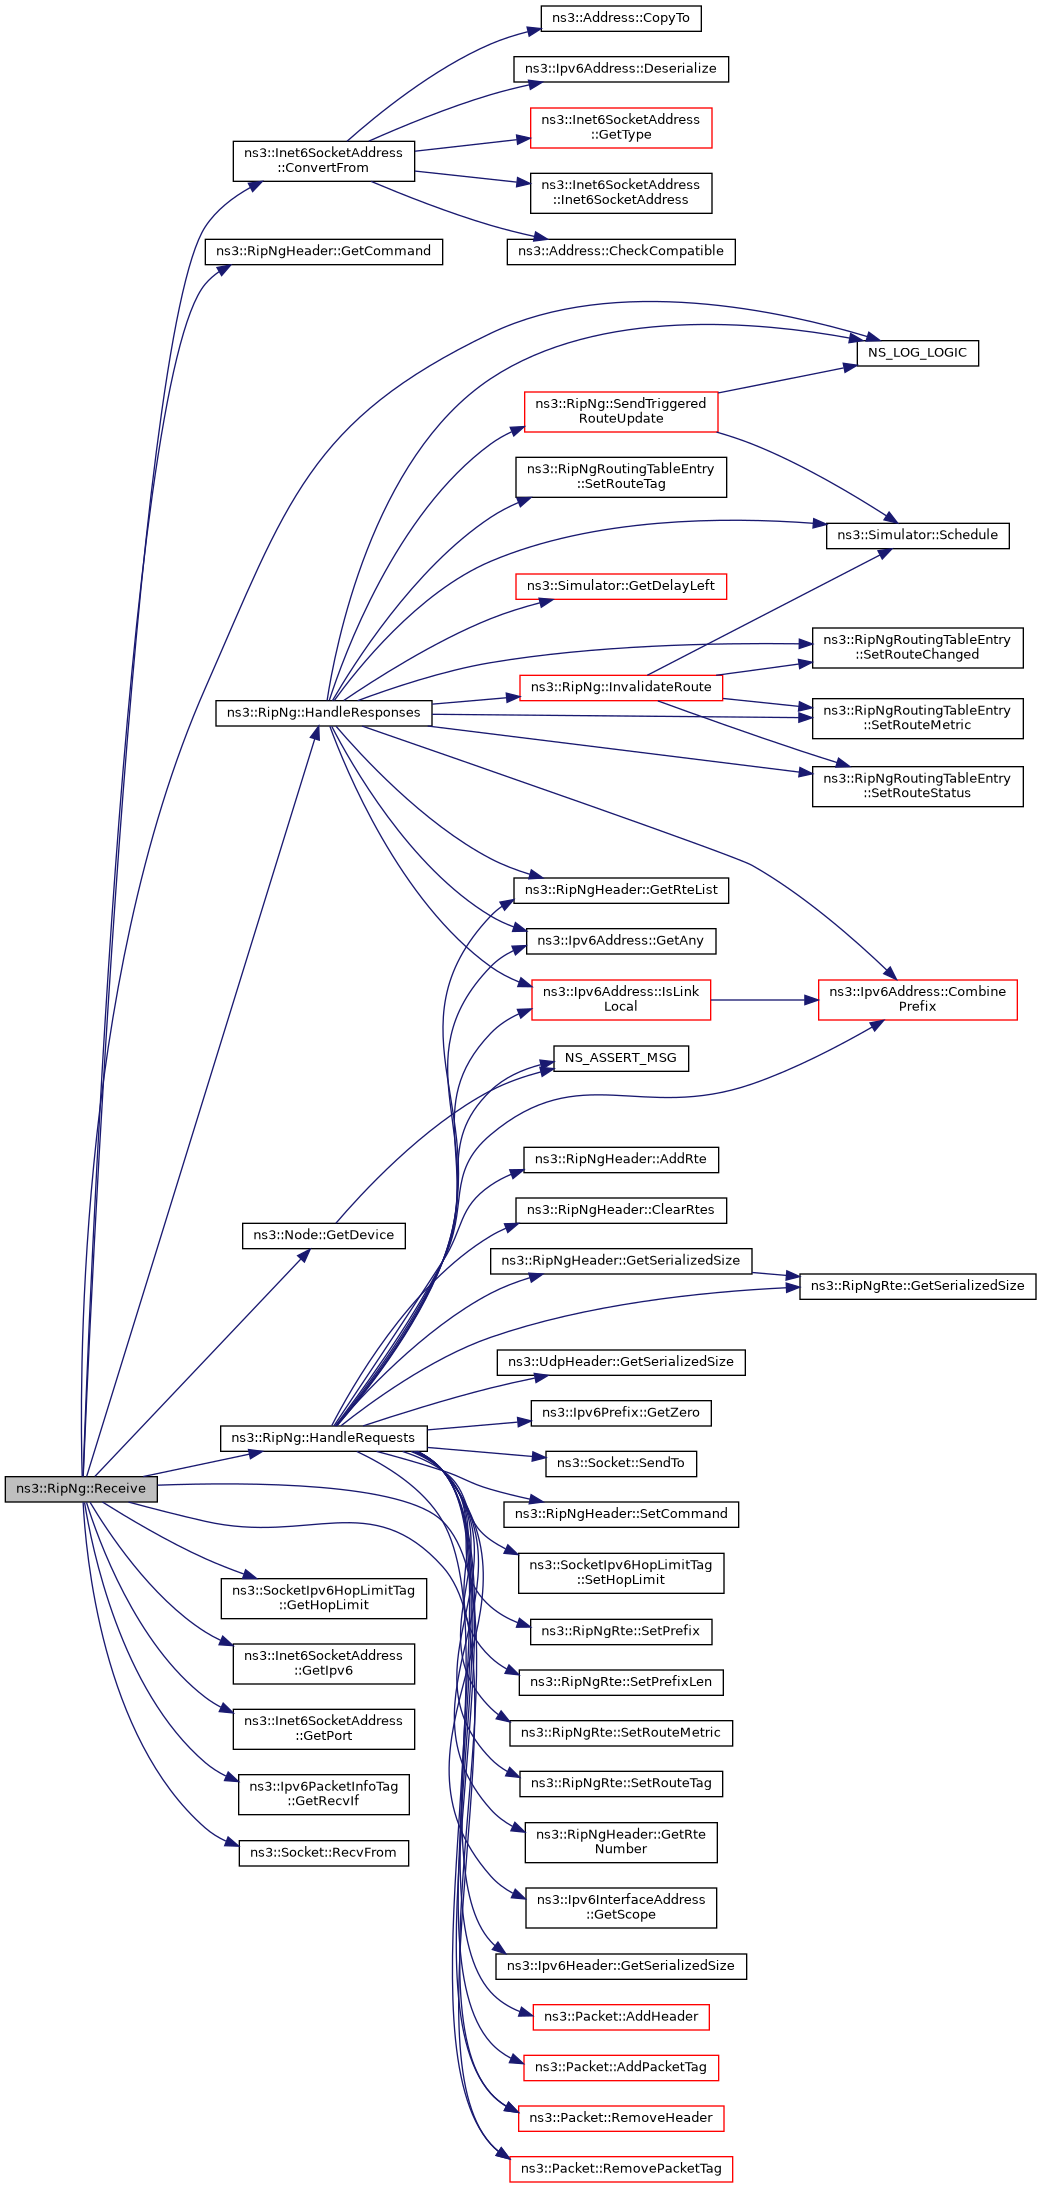 ns3::Address::CopyTo
ns3::Ipv6Address::Deserialize
ns3::Inet6SocketAddress
::GetType
ns3::Inet6SocketAddress
::ConvertFrom
ns3::Inet6SocketAddress
::Inet6SocketAddress
ns3::RipNgHeader::GetCommand
ns3::Address::CheckCompatible
NS_LOG_LOGIC
ns3::RipNg::SendTriggered
RouteUpdate
ns3::RipNgRoutingTableEntry
::SetRouteTag
ns3::Simulator::Schedule
ns3::Simulator::GetDelayLeft
ns3::RipNgRoutingTableEntry
::SetRouteChanged
ns3::RipNg::InvalidateRoute
ns3::RipNg::HandleResponses
ns3::RipNgRoutingTableEntry
::SetRouteMetric
ns3::RipNgRoutingTableEntry
::SetRouteStatus
ns3::RipNgHeader::GetRteList
ns3::Ipv6Address::GetAny
ns3::Ipv6Address::IsLink
Local
ns3::Ipv6Address::Combine
Prefix
NS_ASSERT_MSG
ns3::RipNgHeader::AddRte
ns3::RipNgHeader::ClearRtes
ns3::Node::GetDevice
ns3::RipNgHeader::GetSerializedSize
ns3::RipNgRte::GetSerializedSize
ns3::UdpHeader::GetSerializedSize
ns3::Ipv6Prefix::GetZero
ns3::RipNg::HandleRequests
ns3::Socket::SendTo
ns3::RipNg::Receive
ns3::RipNgHeader::SetCommand
ns3::SocketIpv6HopLimitTag
::SetHopLimit
ns3::SocketIpv6HopLimitTag
::GetHopLimit
ns3::RipNgRte::SetPrefix
ns3::Inet6SocketAddress
::GetIpv6
ns3::RipNgRte::SetPrefixLen
ns3::Inet6SocketAddress
::GetPort
ns3::RipNgRte::SetRouteMetric
ns3::Ipv6PacketInfoTag
::GetRecvIf
ns3::RipNgRte::SetRouteTag
ns3::RipNgHeader::GetRte
Number
ns3::Socket::RecvFrom
ns3::Ipv6InterfaceAddress
::GetScope
ns3::Ipv6Header::GetSerializedSize
ns3::Packet::AddHeader
ns3::Packet::AddPacketTag
ns3::Packet::RemoveHeader
ns3::Packet::RemovePacketTag